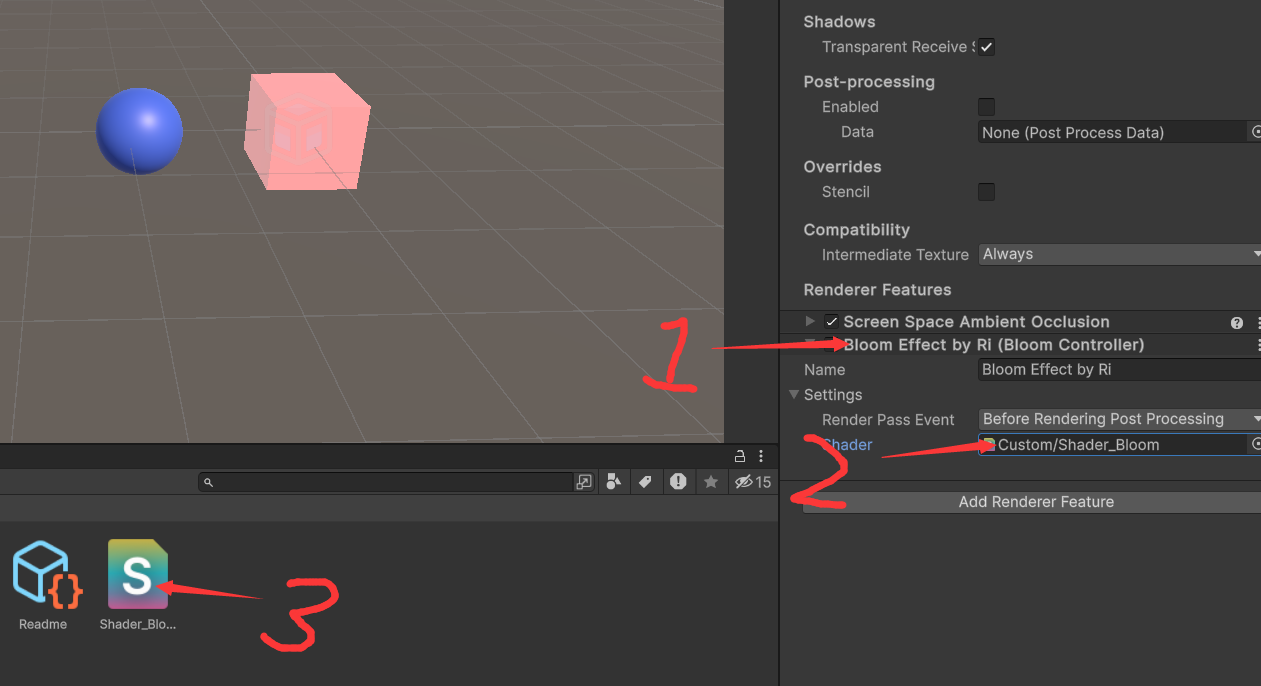 Shadows
Transparent Receive S
Post-processing
Enabled
Data
None (Post Process Data)
Overrides
Stencil
Compatibility
Intermediate Texture
Always
Renderer Features
Screen Space Ambient Occlusion
1
Bloom Effect by Ri (Bloom Controller)
Name
Bloom Effect by Ri
Settings
Render Pass Event
Before Rendering Post Processing
Shader
Custom/Shader_Bloom
2
15
Add Renderer Feature
S
3
Readme
Shader_Blo...